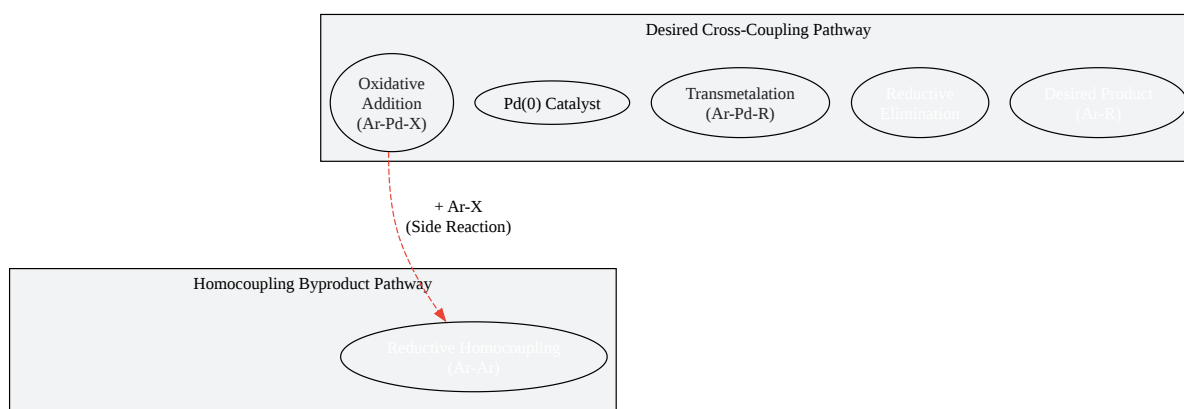 Desired Cross-Coupling Pathway
Oxidative
Addition
(Ar-Pd-X)
Pd(0) Catalyst
Transmetalation
(Ar-Pd-R)
Reductive
Elimination
Desired Product
(Ar-R)
+ Ar-X
(Side Reaction)
Homocoupling Byproduct Pathway
Reductive Homocoupling
(Ar-Ar)